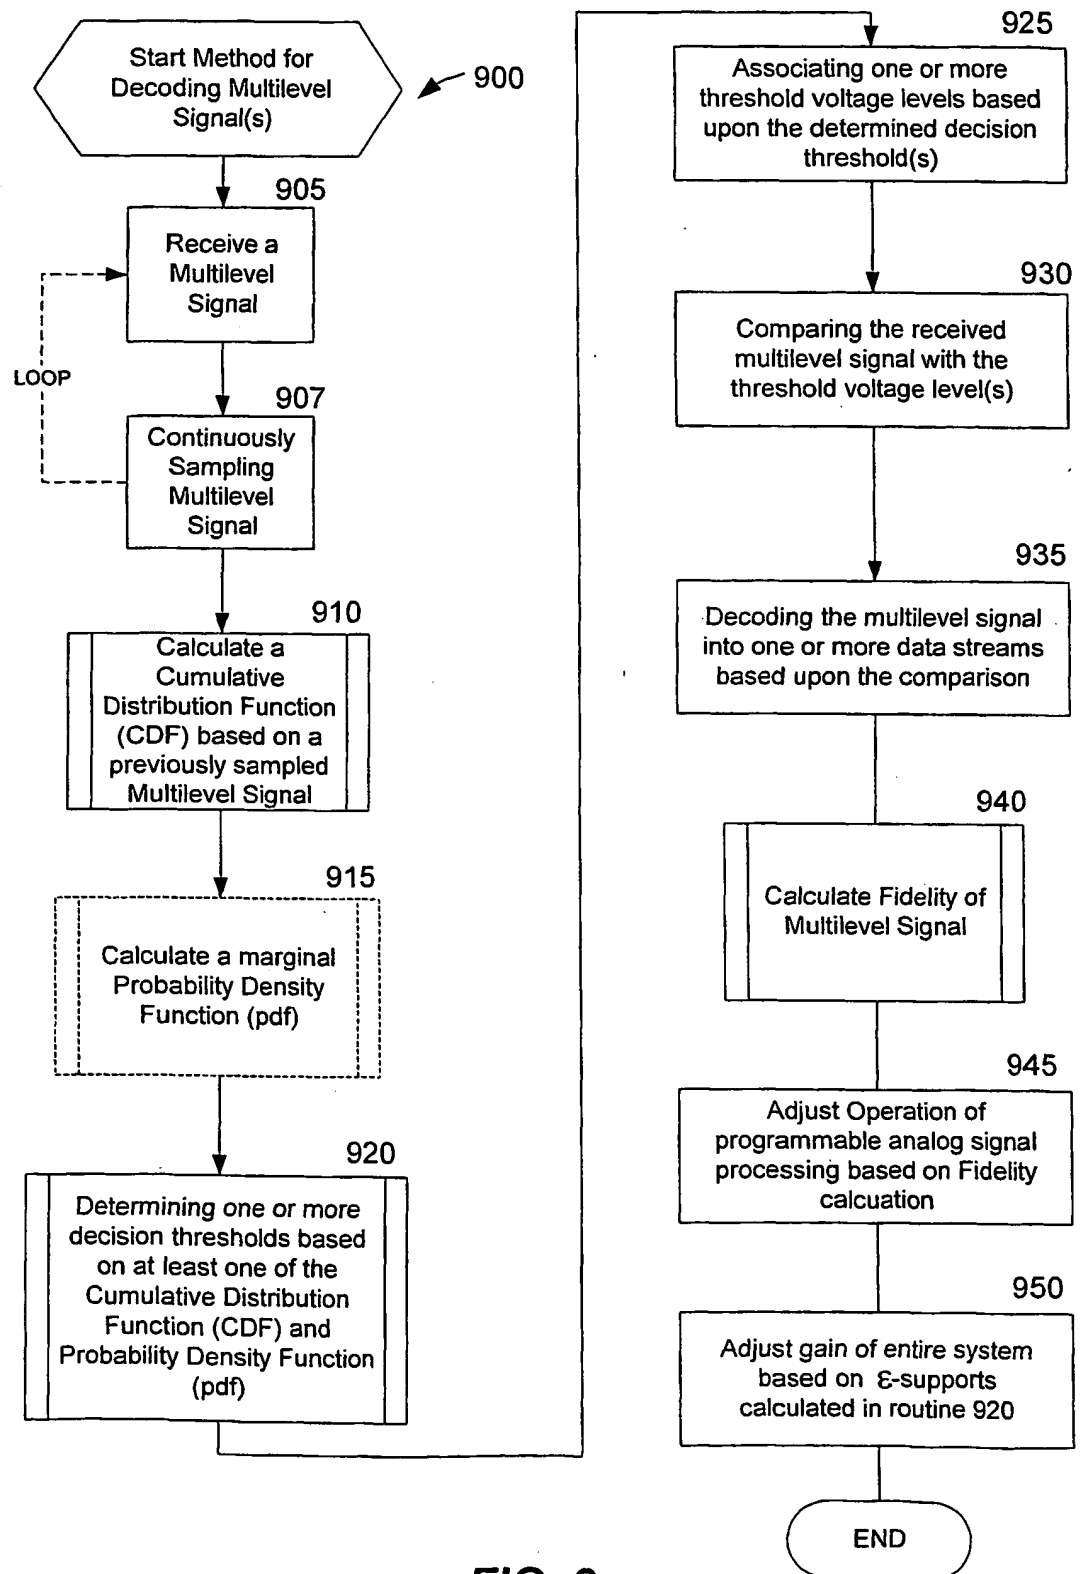 Start Method for
Decoding Multilevel
Signal(s)
900
905
Receive a
Multilevel
Signal
LOOP
907
Continuously
Sampling
Multilevel
Signal
910
Calculate a
Cumulative
Distribution Function
(CDF) based on a
previously sampled
Multilevel Signal
915
Calculate a marginal
Probability Density
Function (pdf)
920
Determining one or more
decision thresholds based
on at least one of the
Cumulative Distribution
Function (CDF) and
Probability Density Function
(pdf)
925
Associating one or more
threshold voltage levels based
upon the determined decision
threshold(s)
930
Comparing the received
multilevel signal with the
threshold voltage level(s)
935
Decoding the multilevel signal
into one or more data streams
based upon the comparison
940
Calculate Fidelity of
Multilevel Signal
945
Adjust Operation of
programmable analog signal
processing based on Fidelity
calcuation
950
Adjust gain of entire system
based on ε-supports
calculated in routine 920
END